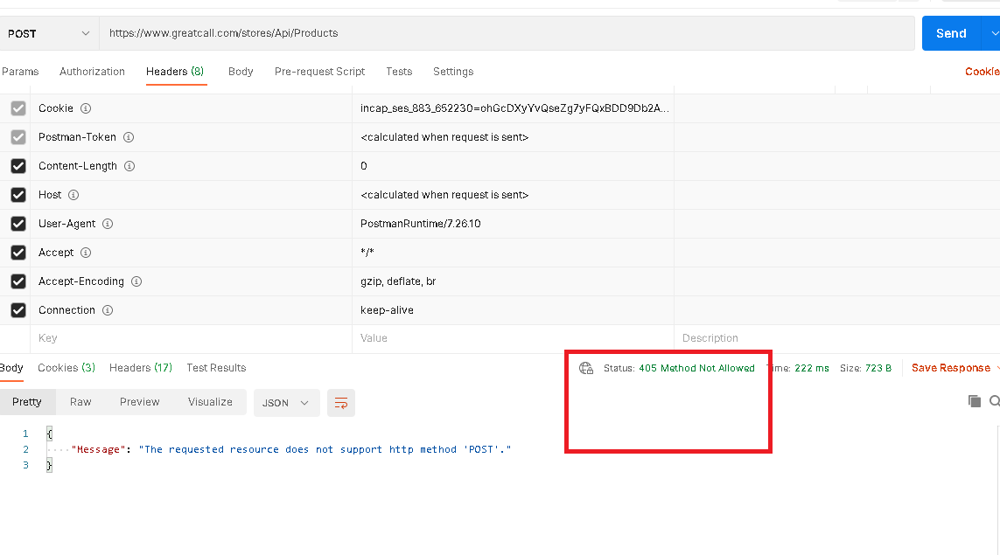 POST https://www.greatcall.com/stores/Api/Products Send
Params Authorization Headers (8) Body Pre-request Script Tests Settings Cookie
Cookie incap_ses_883_652230=ohGcDXyYvQseZg7yFQxBDD9Db2A...
Postman-Token <calculated when request is sent>
Content-Length 0
Host <calculated when request is sent>
User-Agent PostmanRuntime/7.26.10
Accept */*
Accept-Encoding gzip, deflate, br
Connection keep-alive
Key Value Description
Body Cookies (3) Headers (17) Test Results Status: 405 Method Not Allowed Time: 222 ms Size: 723 B Save Response
Pretty Raw Preview Visualize JSON
1 {
2 "Message": "The requested resource does not support http method 'POST'."
3 }